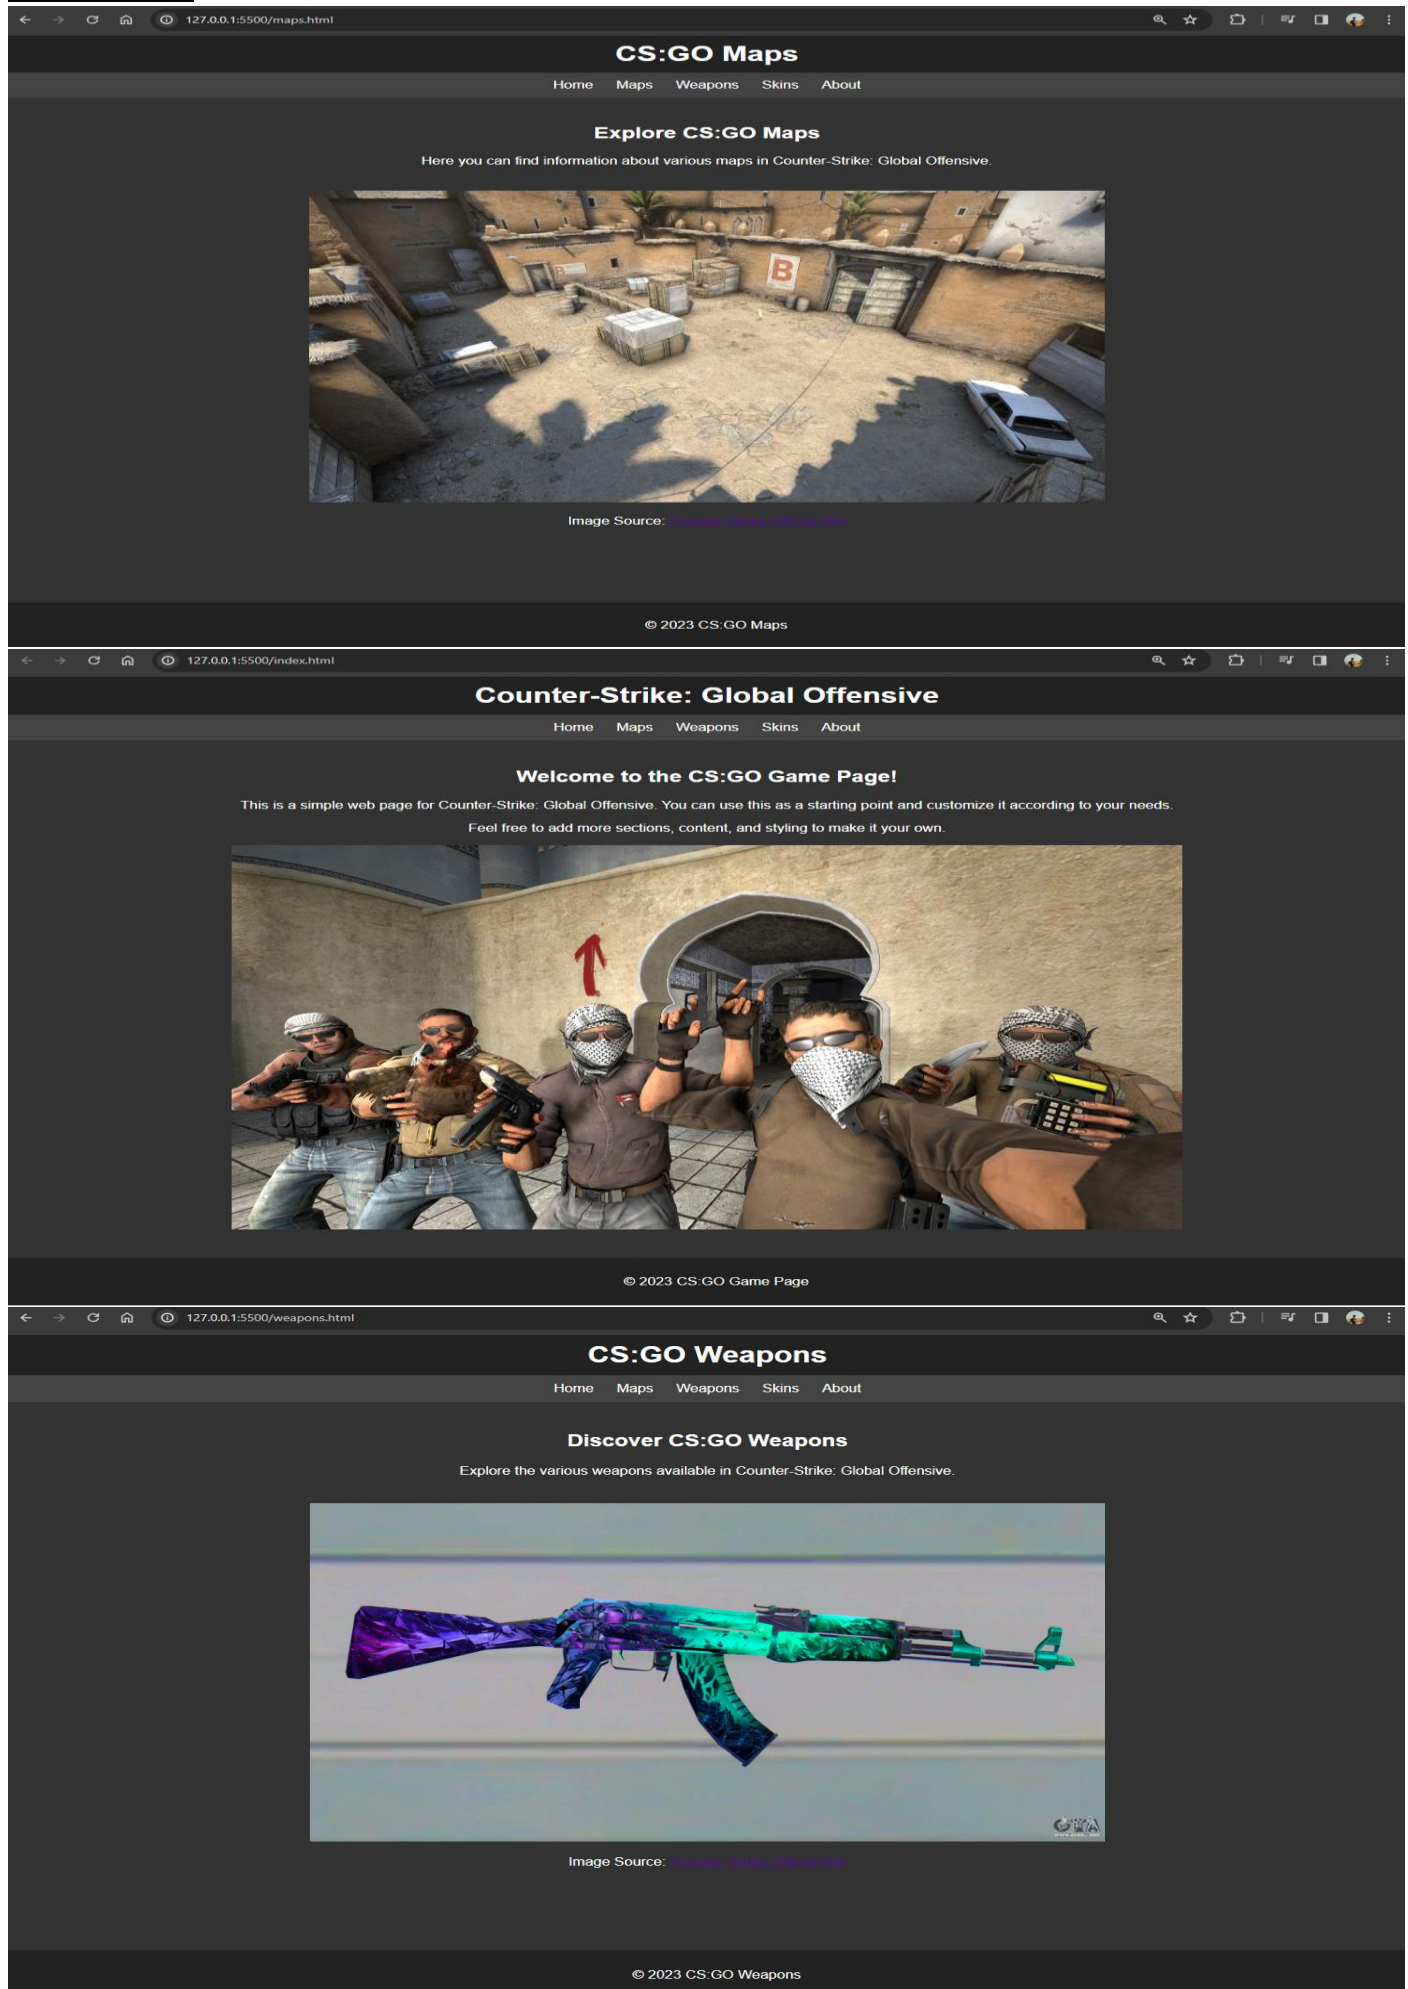 127.0.0.1:5500/maps.html
CS:GO Maps
Home Maps Weapons Skins About
Explore CS:GO Maps
Here you can find information about various maps in Counter-Strike: Global Offensive.
B
B
Image Source:
© 2023 CS:GO Maps
127.0.0.1:5500/index.html
Counter-Strike: Global Offensive
Home Maps Weapons Skins About
Welcome to the CS:GO Game Page!
This is a simple web page for Counter-Strike: Global Offensive. You can use this as a starting point and customize it according to your needs.
Feel free to add more sections, content, and styling to make it your own.
© 2023 CS:GO Game Page
127.0.0.1:5500/weapons.html
CS:GO Weapons
Home Maps Weapons Skins About
Discover CS:GO Weapons
Explore the various weapons available in Counter-Strike: Global Offensive.
GTA
Image Source:
© 2023 CS:GO Weapons